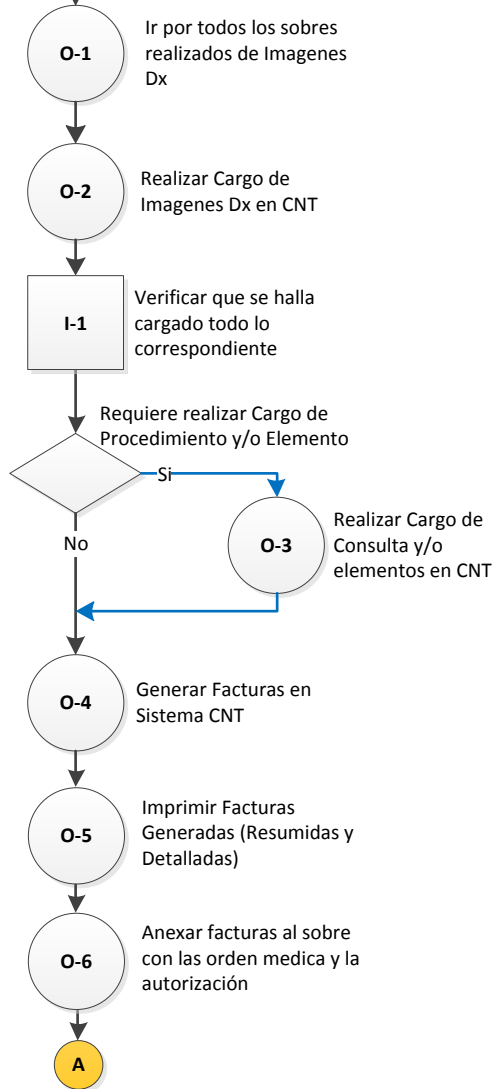 O-1
Ir por todos los sobres
realizados de Imagenes
Dx
O-2
Realizar Cargo de
Imagenes Dx en CNT
I-1
Verificar que se halla
cargado todo lo
correspondiente
Requiere realizar Cargo de
Procedimiento y/o Elemento
Si
No
O-3
Realizar Cargo de
Consulta y/o
elementos en CNT
O-4
Generar Facturas en
Sistema CNT
O-5
Imprimir Facturas
Generadas (Resumidas y
Detalladas)
O-6
Anexar facturas al sobre
con las orden medica y la
autorización
A